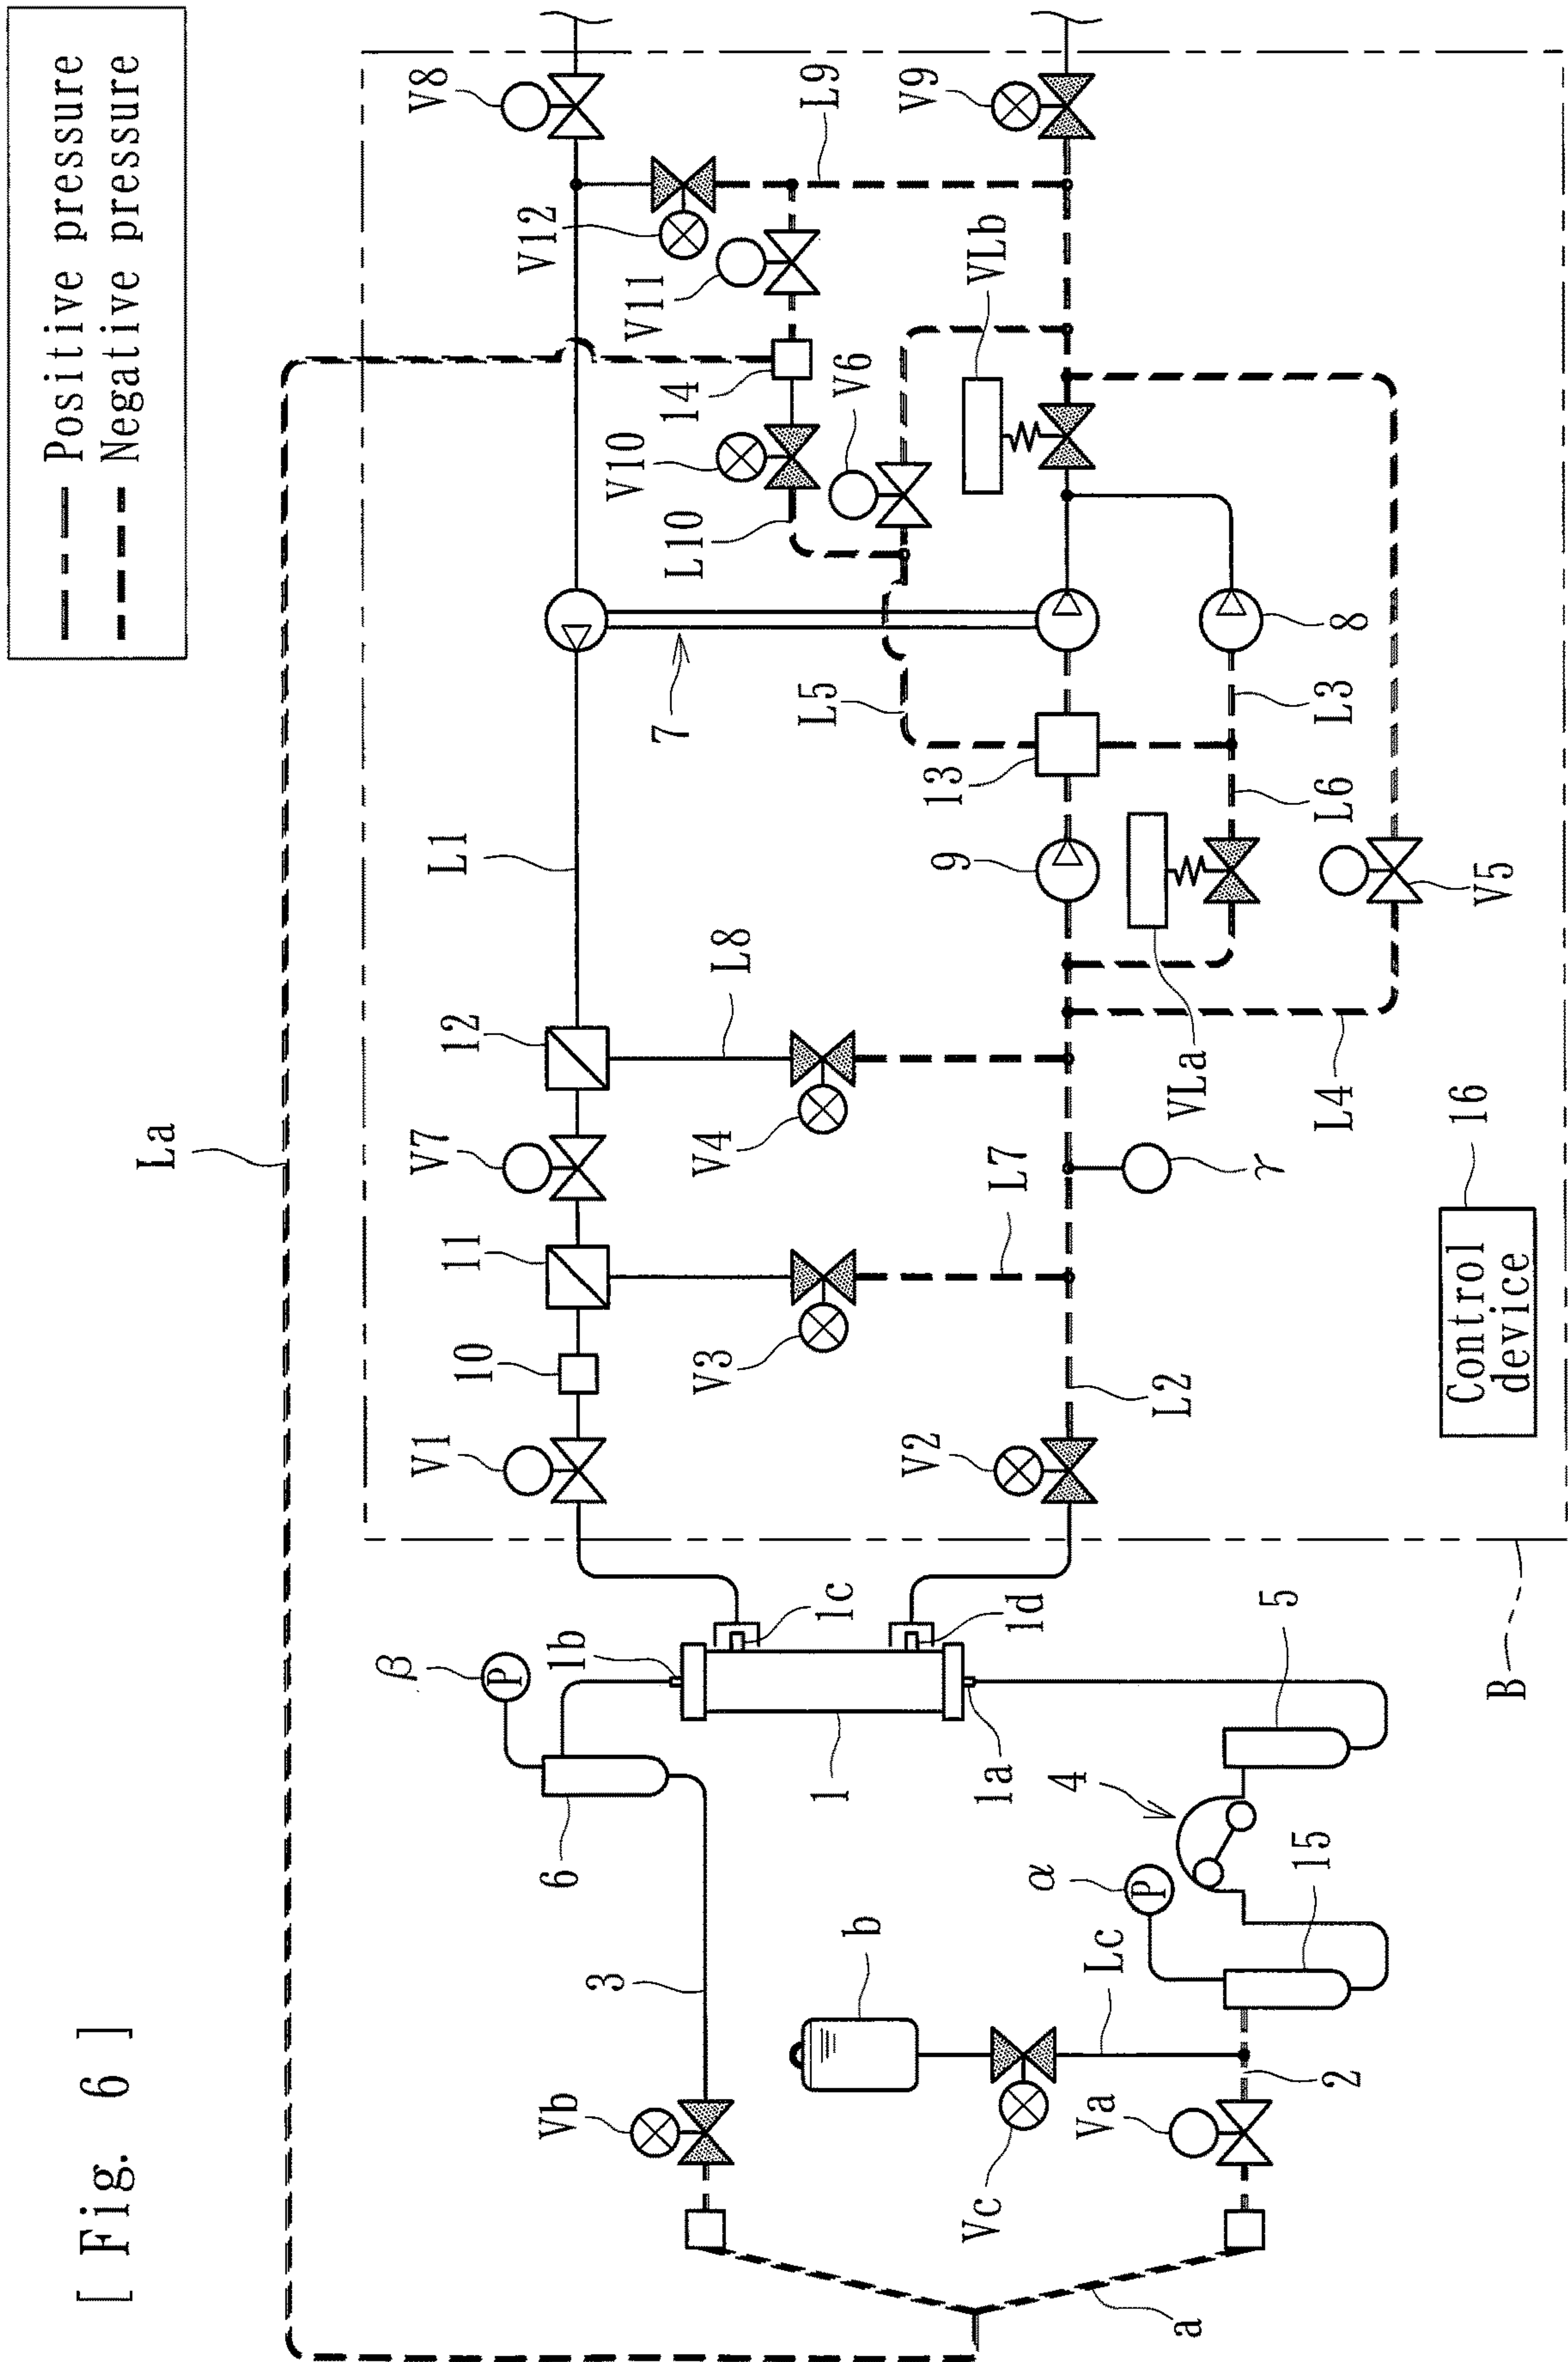 [ Fig. 6 ]
Positive pressure
Negative pressure
La
V8
L9
V9
V12
V11
VLb
14
V6
V10
L10
7
L5
8
L3
13
L6
L1
9
V5
L8
12
VLa
L4
V4
V7
L7
γ
16
Control
device
11
10
V3
L2
V1
V2
B
1c
1d
1b
β
P
5
1
1a
4
6
α
P
15
b
Lc
3
2
Vb
Va
Vc
a